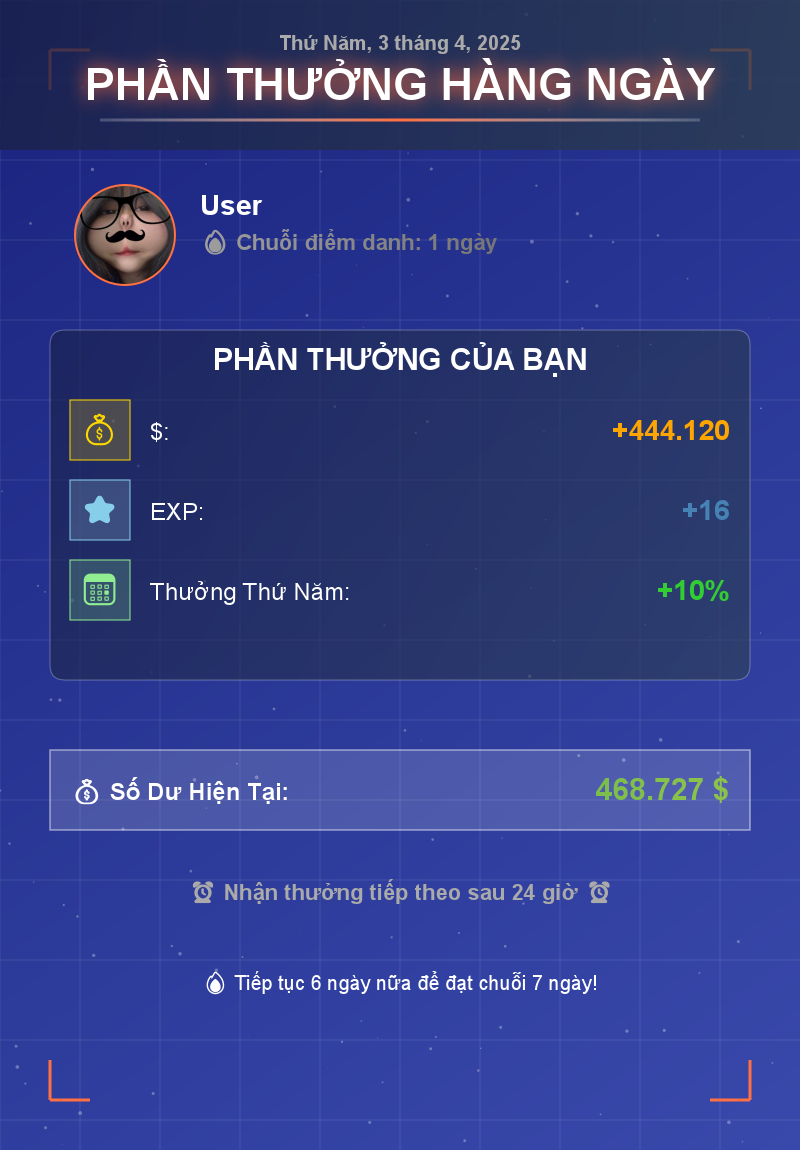 Thứ Năm, 3 tháng 4, 2025
PHẦN THƯỞNG HÀNG NGÀY
User
Chuỗi điểm danh: 1 ngày
PHẦN THƯỞNG CỦA BẠN
$: +444.120
EXP: +16
Thưởng Thứ Năm: +10%
Số Dư Hiện Tại: 468.727 $
Nhận thưởng tiếp theo sau 24 giờ
Tiếp tục 6 ngày nữa để đạt chuỗi 7 ngày!